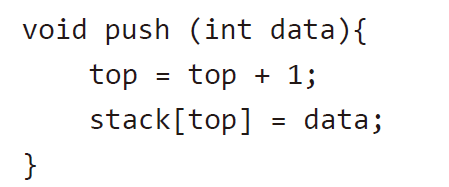 void push (int data){
    top = top + 1;
    stack[top] = data;
}